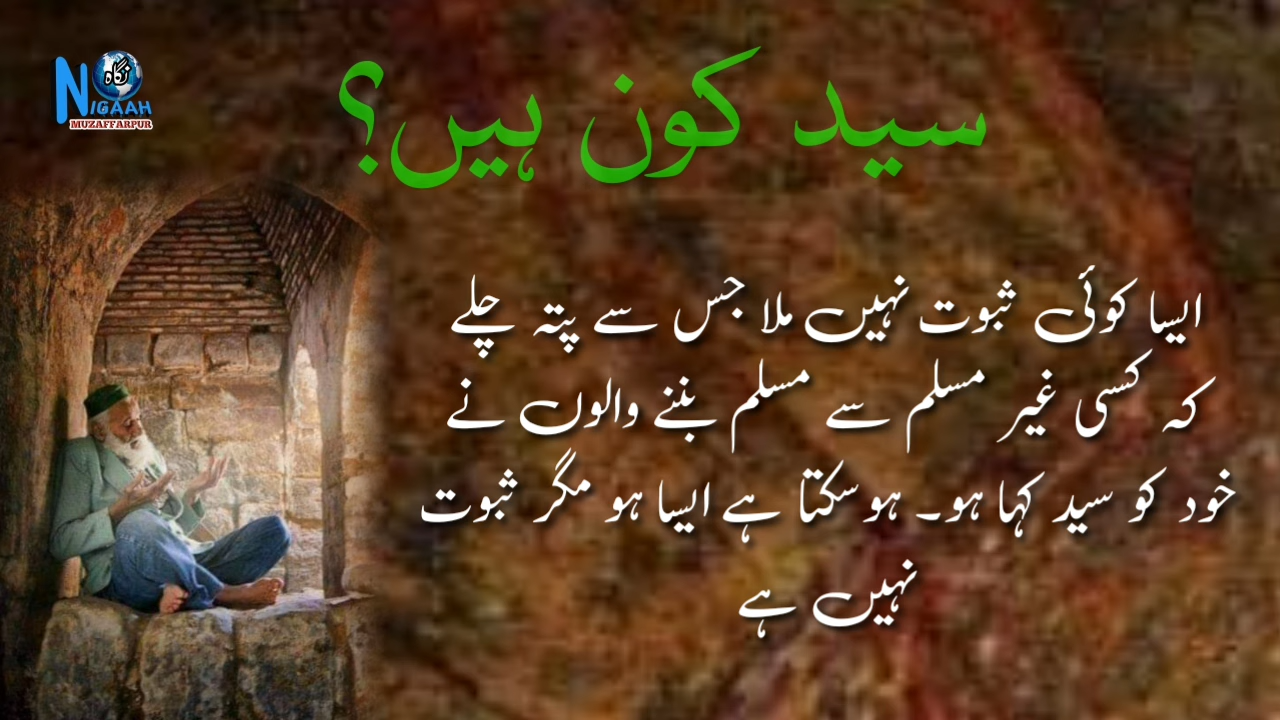 نگاہ
NIGAAH
MUZAFFARPUR
سید کون ہیں؟
ایسا کوئی ثبوت نہیں ملا جس سے پتہ چلے
کہ کسی غیر مسلم سے مسلم بننے والوں نے
خود کو سید کہا ہو۔ ہو سکتا ہے ایسا ہو مگر ثبوت
نہیں ہے